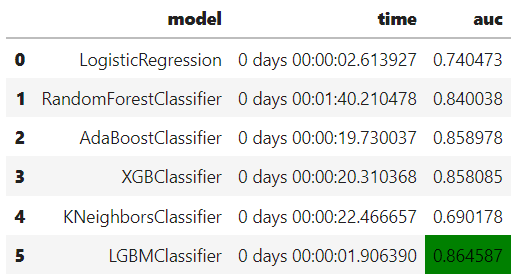 model time auc
0 LogisticRegression 0 days 00:00:02.613927 0.740473
1 RandomForestClassifier 0 days 00:01:40.210478 0.840038
2 AdaBoostClassifier 0 days 00:00:19.730037 0.858978
3 XGBClassifier 0 days 00:00:20.310368 0.858085
4 KNeighborsClassifier 0 days 00:00:22.466657 0.690178
5 LGBMClassifier 0 days 00:00:01.906390 0.864587